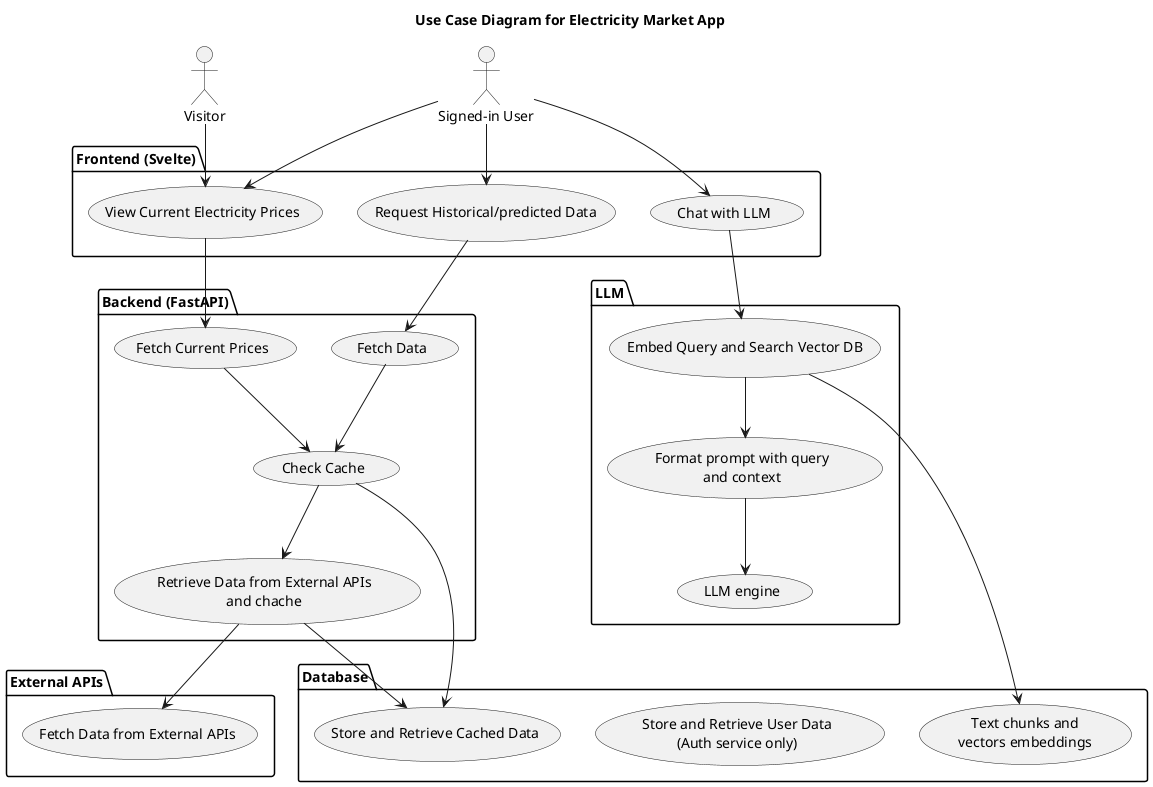 Use Case Diagram for Electricity Market App
Visitor
Signed-in User
Frontend (Svelte)
View Current Electricity Prices
Request Historical/predicted Data
Chat with LLM
Backend (FastAPI)
LLM
Fetch Current Prices
Fetch Data
Embed Query and Search Vector DB
Check Cache
Format prompt with query
and context
Retrieve Data from External APIs
and chache
LLM engine
External APIs
Database
Fetch Data from External APIs
Store and Retrieve Cached Data
Store and Retrieve User Data
(Auth service only)
Text chunks and
vectors embeddings